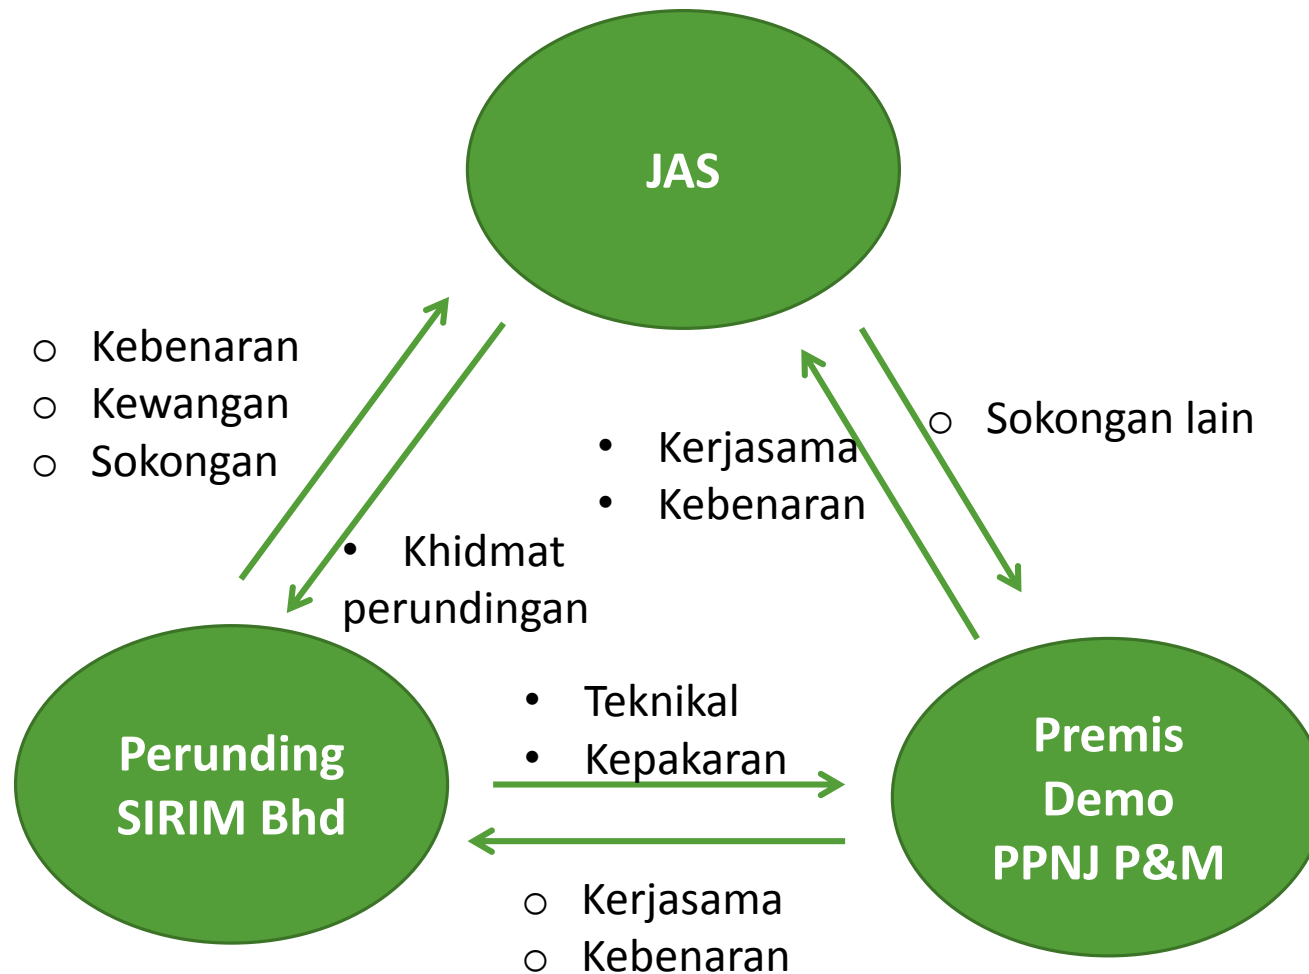 JAS
o Kebenaran
o Kewangan
o Sokongan
• Kerjasama
• Kebenaran
o Sokongan lain
• Khidmat
perundingan
• Teknikal
• Kepakaran
Perunding
SIRIM Bhd
Premis
Demo
PPNJ P&M
o Kerjasama
o Kebenaran